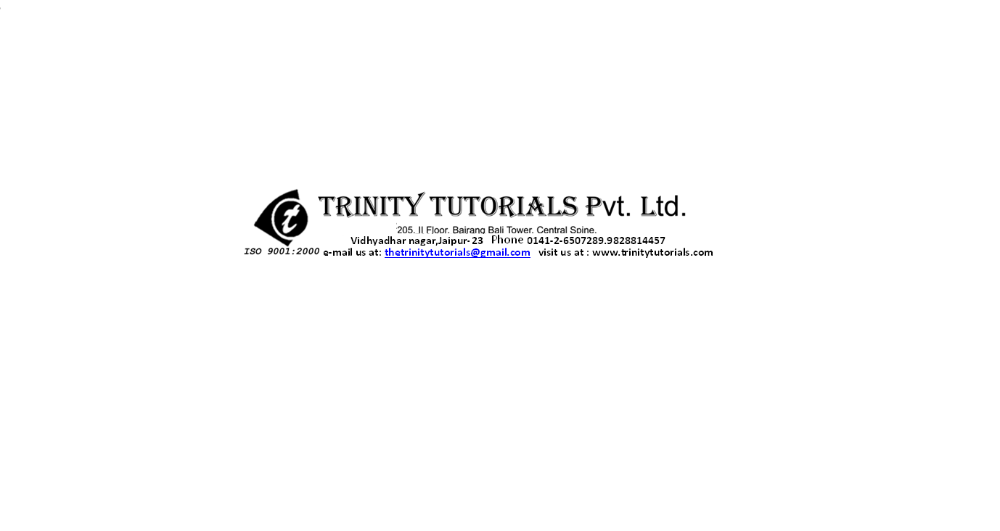 t
TRINITY TUTORIALS Pvt. Ltd.
205, II Floor, Bajrang Bali Tower, Central Spine,
Vidhyadhar nagar,Jaipur-23 Phone 0141-2-6507289.9828814457
ISO 9001:2000 e-mail us at: thetrinitytutorials@gmail.com visit us at : www.trinitytutorials.com